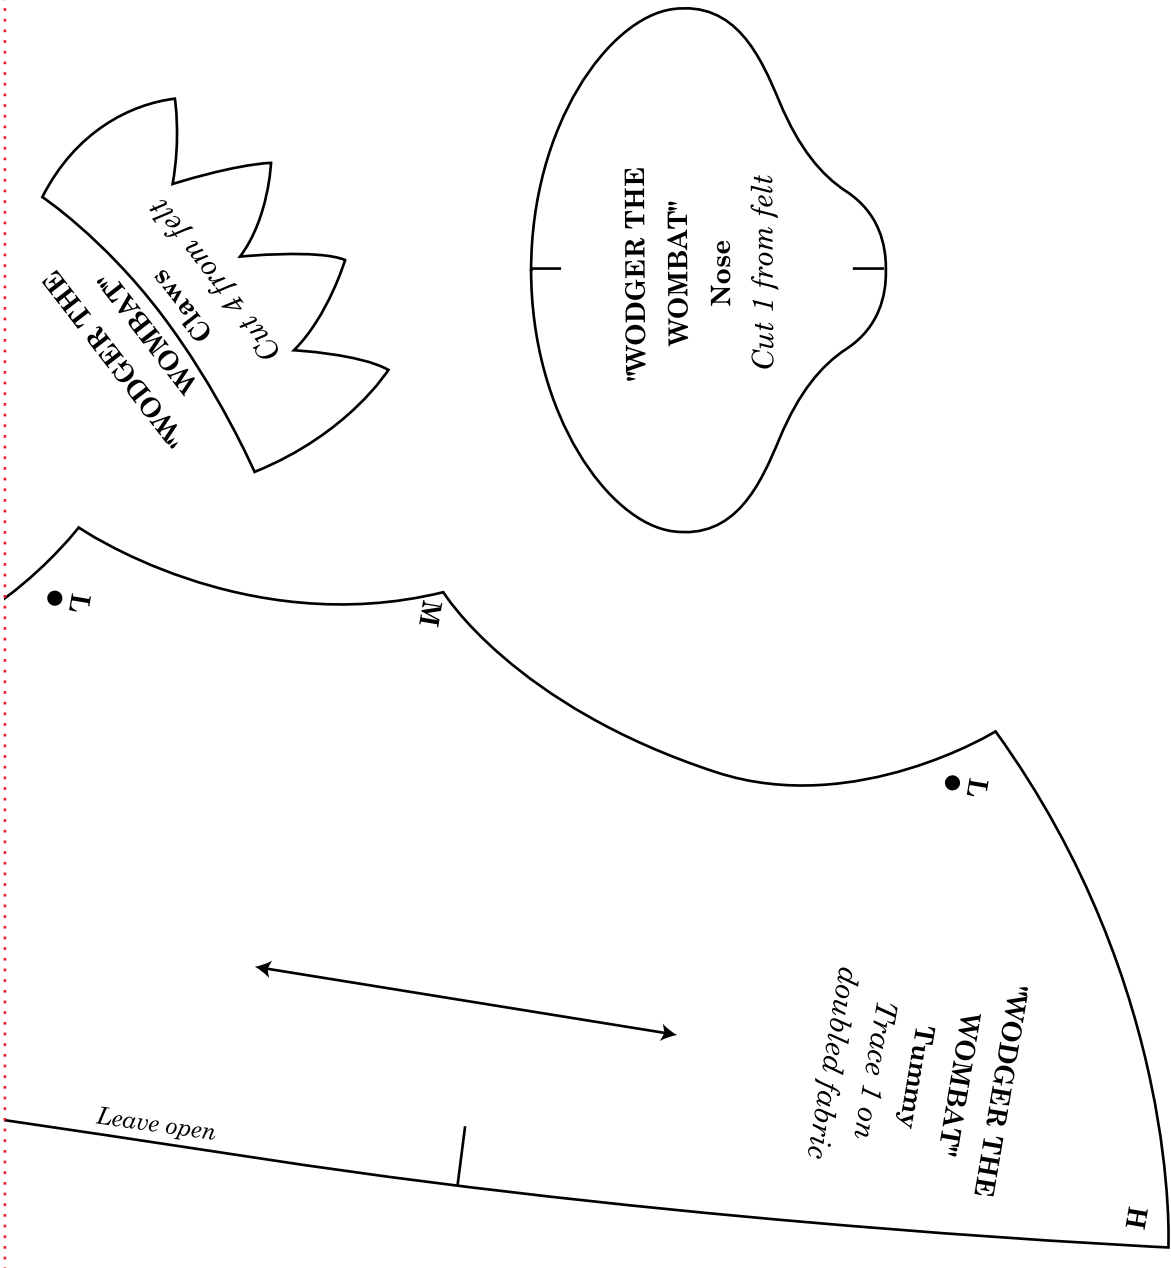 "WODGER THE
WOMBAT"
Claws
Cut 4 from felt
"WODGER THE
WOMBAT"
Nose
Cut 1 from felt
L
M
L
"WODGER THE
WOMBAT"
Tummy
Trace 1 on
doubled fabric
Leave open
H